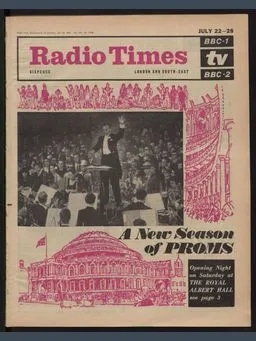 JULY 22–28
BBC-1
Radio Times
tv
SIXPENCE
LONDON AND SOUTH-EAST
BBC-2
A New Season
of PROMS
Opening Night
on Saturday at
THE ROYAL
ALBERT HALL
see page 3